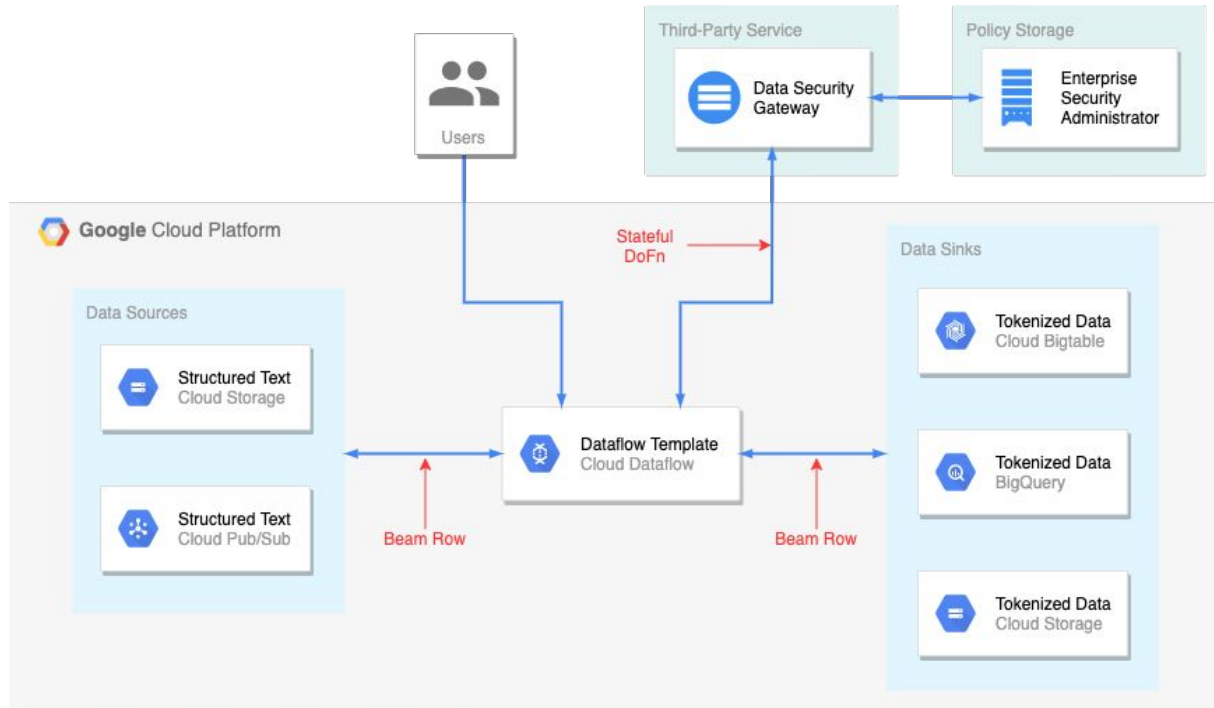 Third-Party Service
Policy Storage
Data Security
Gateway
Enterprise
Security
Administrator
Users
Google Cloud Platform
Stateful
DoFn
Data Sinks
Data Sources
Tokenized Data
Cloud Bigtable
Structured Text
Cloud Storage
Dataflow Template
Cloud Dataflow
Tokenized Data
BigQuery
Structured Text
Cloud Pub/Sub
Beam Row
Beam Row
Tokenized Data
Cloud Storage